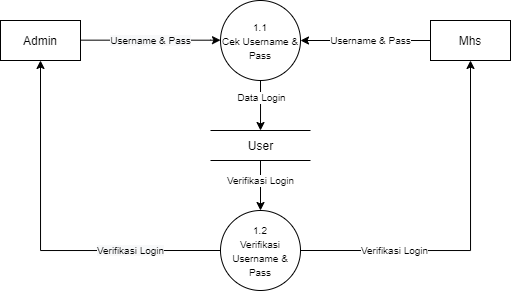 1.1
Admin
Username & Pass
Cek Username &
Pass
Username & Pass
Mhs
Data Login
User
Verifikasi Login
1.2
Verifikasi
Username &
Pass
Verifikasi Login
Verifikasi Login